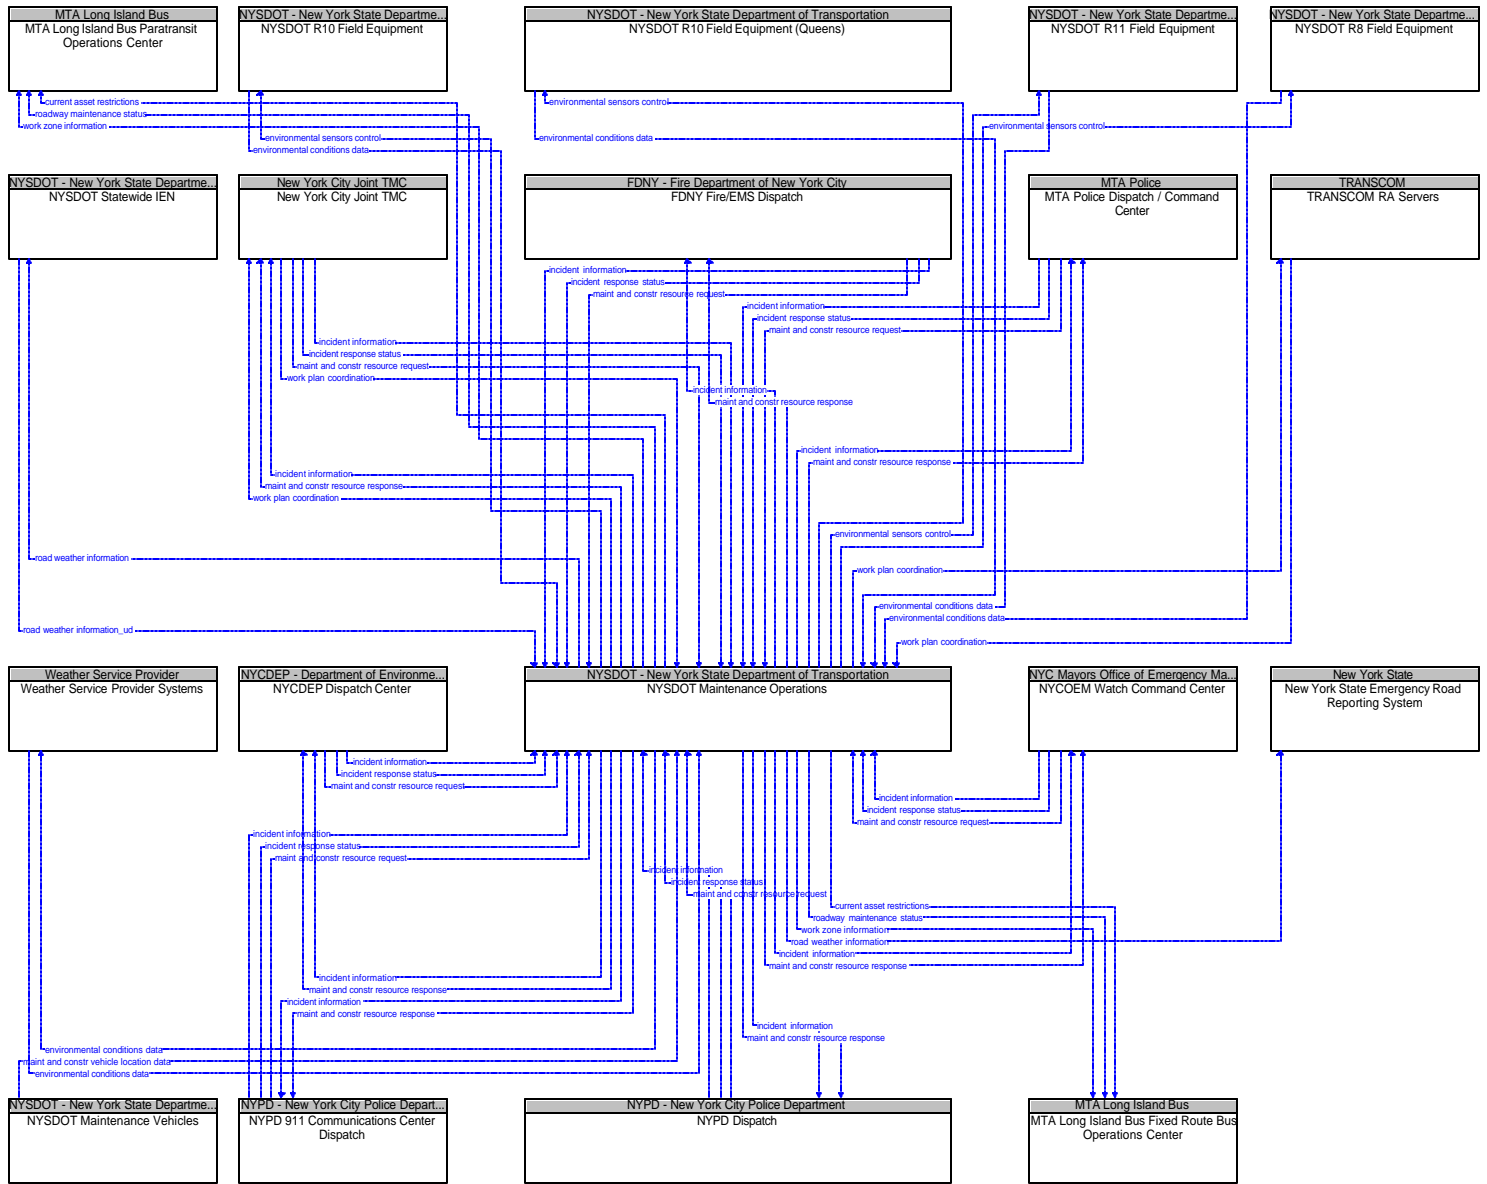 MTA Long Island Bus
MTA Long Island Bus Paratransit
Operations Center
NYSDOT - New York State Departme...
NYSDOT R10 Field Equipment
NYSDOT - New York State Department of Transportation
NYSDOT R10 Field Equipment (Queens)
NYSDOT - New York State Departme...
NYSDOT R11 Field Equipment
NYSDOT - New York State Departme...
NYSDOT R8 Field Equipment
current asset restrictions
environmental sensors control
roadway maintenance status
work zone information
environmental sensors control
environmental sensors control
environmental conditions data
environmental conditions data
NYSDOT - New York State Departme...
NYSDOT Statewide IEN
New York City Joint TMC
New York City Joint TMC
FDNY - Fire Department of New York City
FDNY Fire/EMS Dispatch
MTA Police
MTA Police Dispatch / Command
Center
TRANSCOM
TRANSCOM RA Servers
incident information
incident response status
maint and constr resource request
incident information
incident response status
maint and constr resource request
incident information
incident response status
maint and constr resource request
work plan coordination
incident information
maint and constr resource response
incident information
maint and constr resource response
incident information
maint and constr resource response
work plan coordination
environmental sensors control
road weather information
work plan coordination
environmental conditions data
environmental conditions data
road weather information_ud
work plan coordination
Weather Service Provider
Weather Service Provider Systems
NYCDEP - Department of Environme...
NYCDEP Dispatch Center
NYSDOT - New York State Department of Transportation
NYSDOT Maintenance Operations
NYC Mayors Office of Emergency Ma...
NYCOEM Watch Command Center
New York State
New York State Emergency Road
Reporting System
incident information
incident response status
maint and constr resource request
incident information
incident response status
maint and constr resource request
incident information
incident response status
maint and constr resource request
incident information
incident response status
maint and constr resource request
current asset restrictions
roadway maintenance status
work zone information
road weather information
incident information
maint and constr resource response
incident information
maint and constr resource response
incident information
maint and constr resource response
incident information
maint and constr resource response
environmental conditions data
maint and constr vehicle location data
environmental conditions data
NYSDOT - New York State Departme...
NYSDOT Maintenance Vehicles
NYPD - New York City Police Depart...
NYPD 911 Communications Center
Dispatch
NYPD - New York City Police Department
NYPD Dispatch
MTA Long Island Bus
MTA Long Island Bus Fixed Route Bus
Operations Center